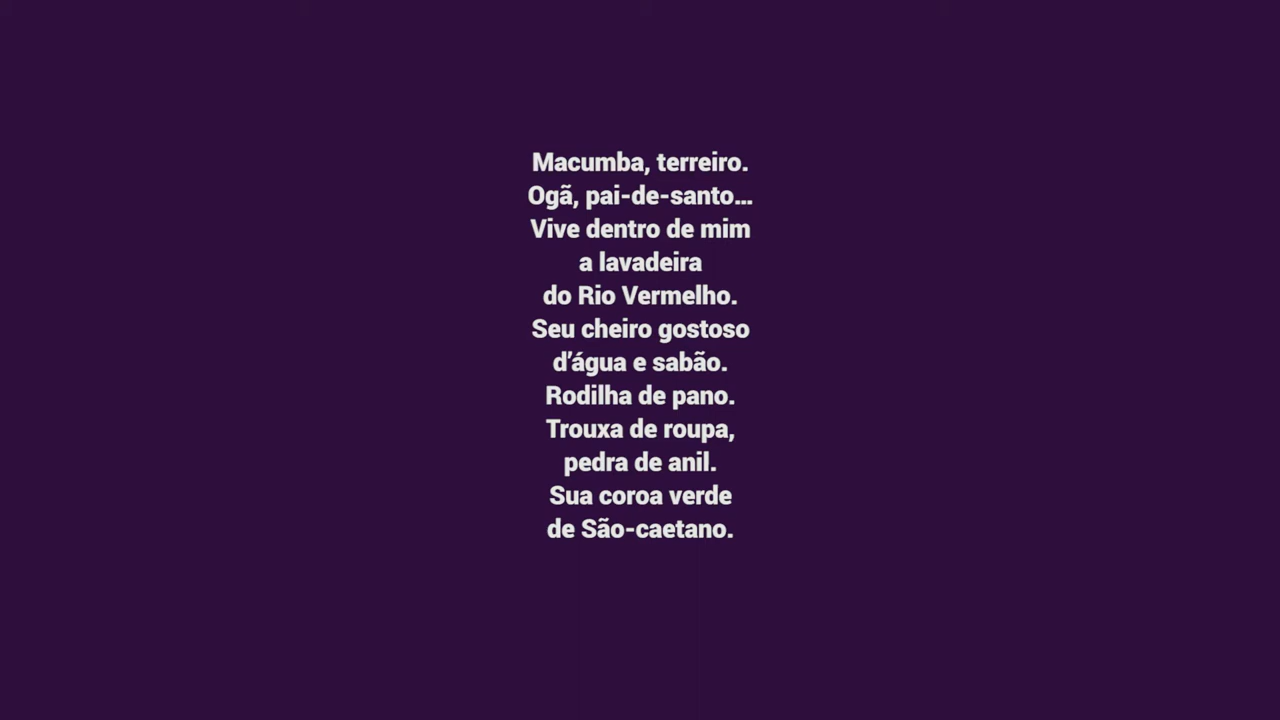 Macumba, terreiro.
Ogã, pai-de-santo...
Vive dentro de mim
a lavadeira
do Rio Vermelho.
Seu cheiro gostoso
d’água e sabão.
Rodilha de pano.
Trouxa de roupa,
pedra de anil.
Sua coroa verde
de São-caetano.